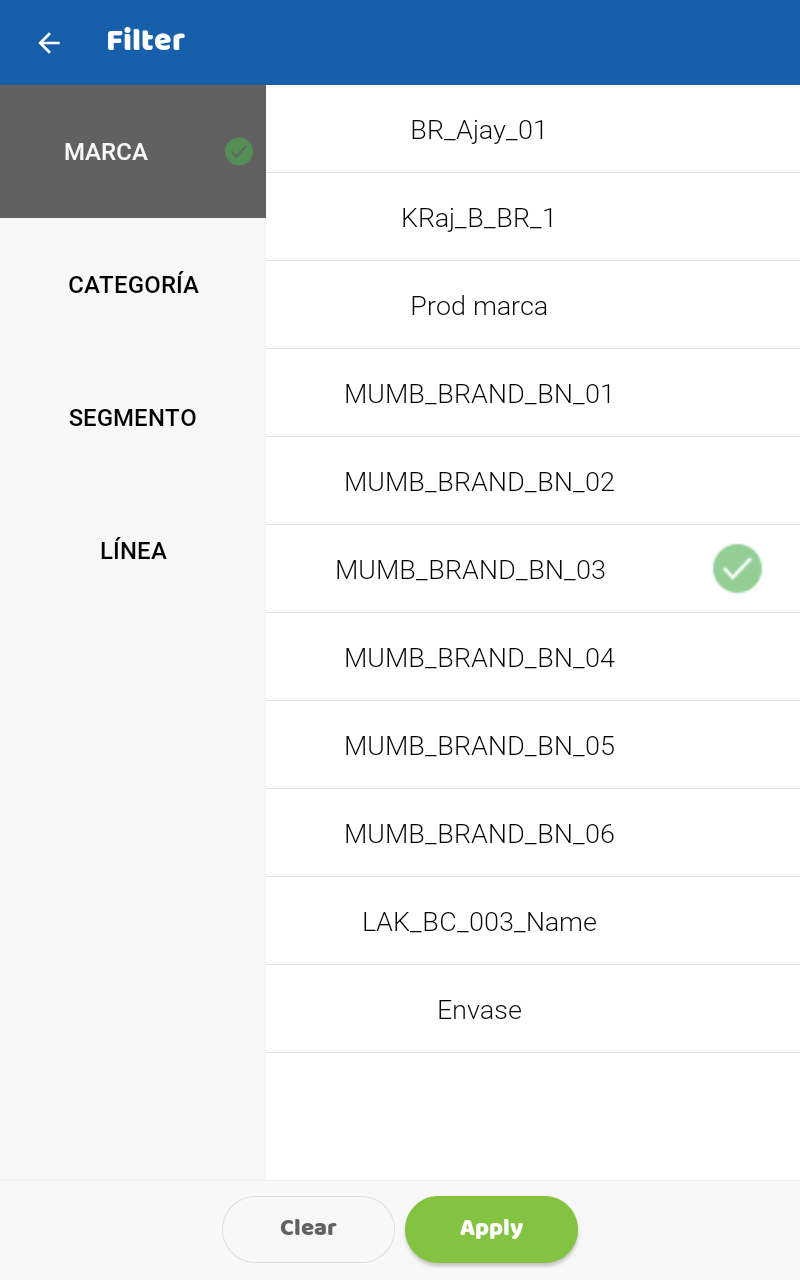 Filter
MARCA
CATEGORÍA
SEGMENTO
LÍNEA
BR_Ajay_01
KRaj_B_BR_1
Prod marca
MUMB_BRAND_BN_01
MUMB_BRAND_BN_02
MUMB_BRAND_BN_03
MUMB_BRAND_BN_04
MUMB_BRAND_BN_05
MUMB_BRAND_BN_06
LAK_BC_003_Name
Envase
Clear
Apply